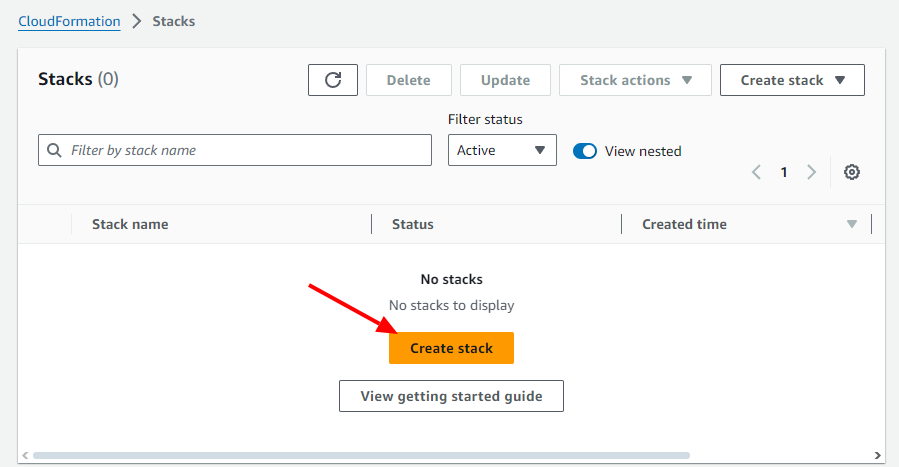 CloudFormation > Stacks
Stacks (0)
Delete
Update
Stack actions
Create stack
Filter status
Filter by stack name
Active
View nested
1
Stack name
Status
Created time
No stacks
No stacks to display
Create stack
View getting started guide